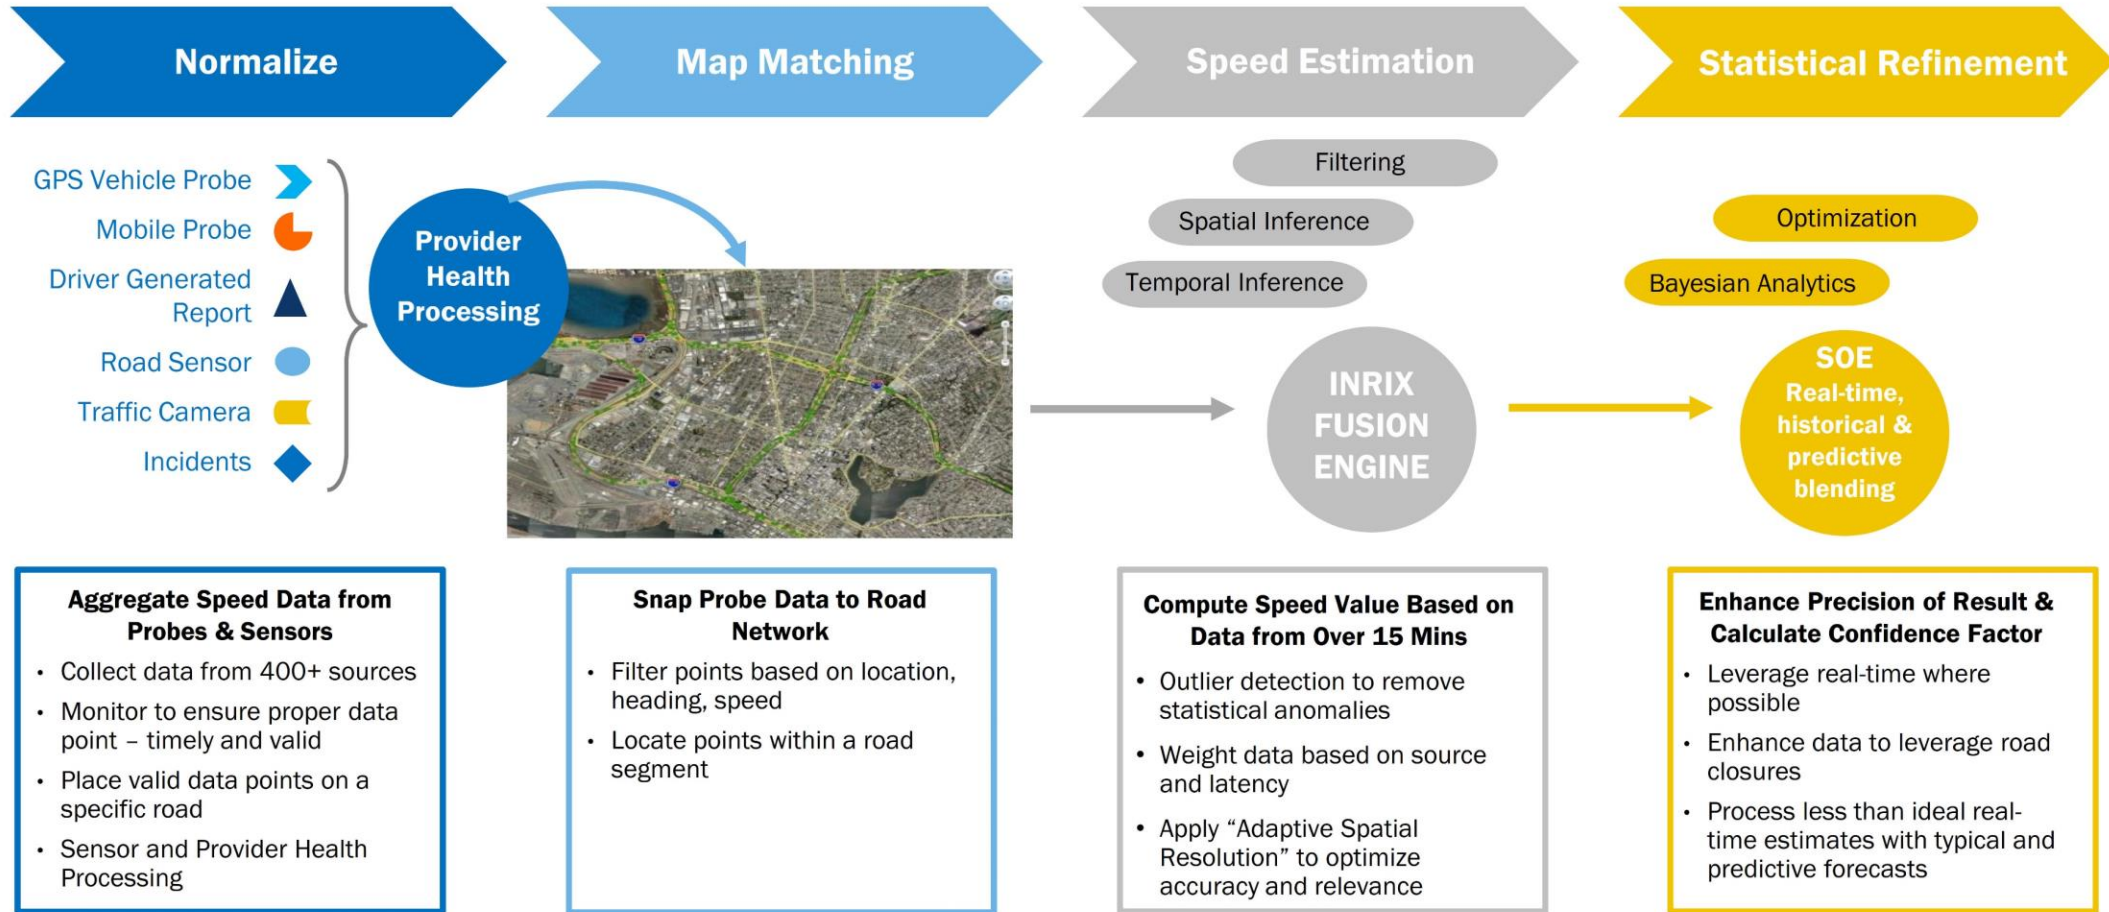 Normalize
Map Matching
Speed Estimation
Statistical Refinement
GPS Vehicle Probe
Mobile Probe
Driver Generated
Report
Road Sensor
Traffic Camera
Incidents
Provider
Health
Processing
Filtering
Spatial Inference
Temporal Inference
INRIX
FUSION
ENGINE
Optimization
Bayesian Analytics
SOE
Real-time,
historical &
predictive
blending
Aggregate Speed Data from
Probes & Sensors
• Collect data from 400+ sources
• Monitor to ensure proper data
point – timely and valid
• Place valid data points on a
specific road
• Sensor and Provider Health
Processing
Snap Probe Data to Road
Network
• Filter points based on location,
heading, speed
• Locate points within a road
segment
Compute Speed Value Based on
Data from Over 15 Mins
• Outlier detection to remove
statistical anomalies
• Weight data based on source
and latency
• Apply “Adaptive Spatial
Resolution” to optimize
accuracy and relevance
Enhance Precision of Result &
Calculate Confidence Factor
• Leverage real-time where
possible
• Enhance data to leverage road
closures
• Process less than ideal real-
time estimates with typical and
predictive forecasts